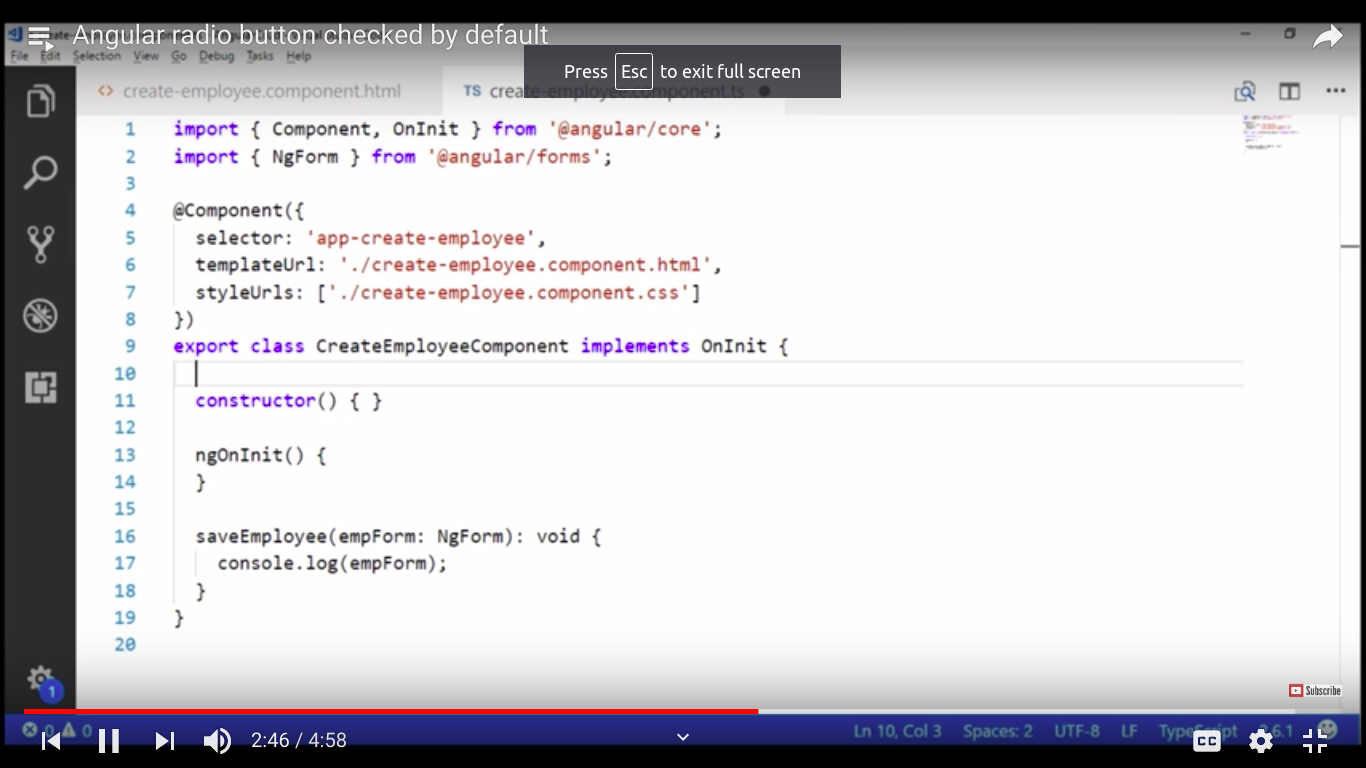 Angular radio button checked by default
File Edit Selection View Go Debug Tasks Help
Press Esc to exit full screen
<> create-employee.component.html TS create-employee.component.ts
1 import { Component, OnInit } from '@angular/core';
2 import { NgForm } from '@angular/forms';
3
4 @Component({
5 selector: 'app-create-employee',
6 templateUrl: './create-employee.component.html',
7 styleUrls: ['./create-employee.component.css']
8 })
9 export class CreateEmployeeComponent implements OnInit {
10
11 constructor() { }
12
13 ngOnInit() {
14 }
15
16 saveEmployee(empForm: NgForm): void {
17 console.log(empForm);
18 }
19 }
20
1
Subscribe
0 0 Ln 10, Col 3 Spaces: 2 UTF-8 LF TypeScript 2.6.1
2:46 / 4:58
CC